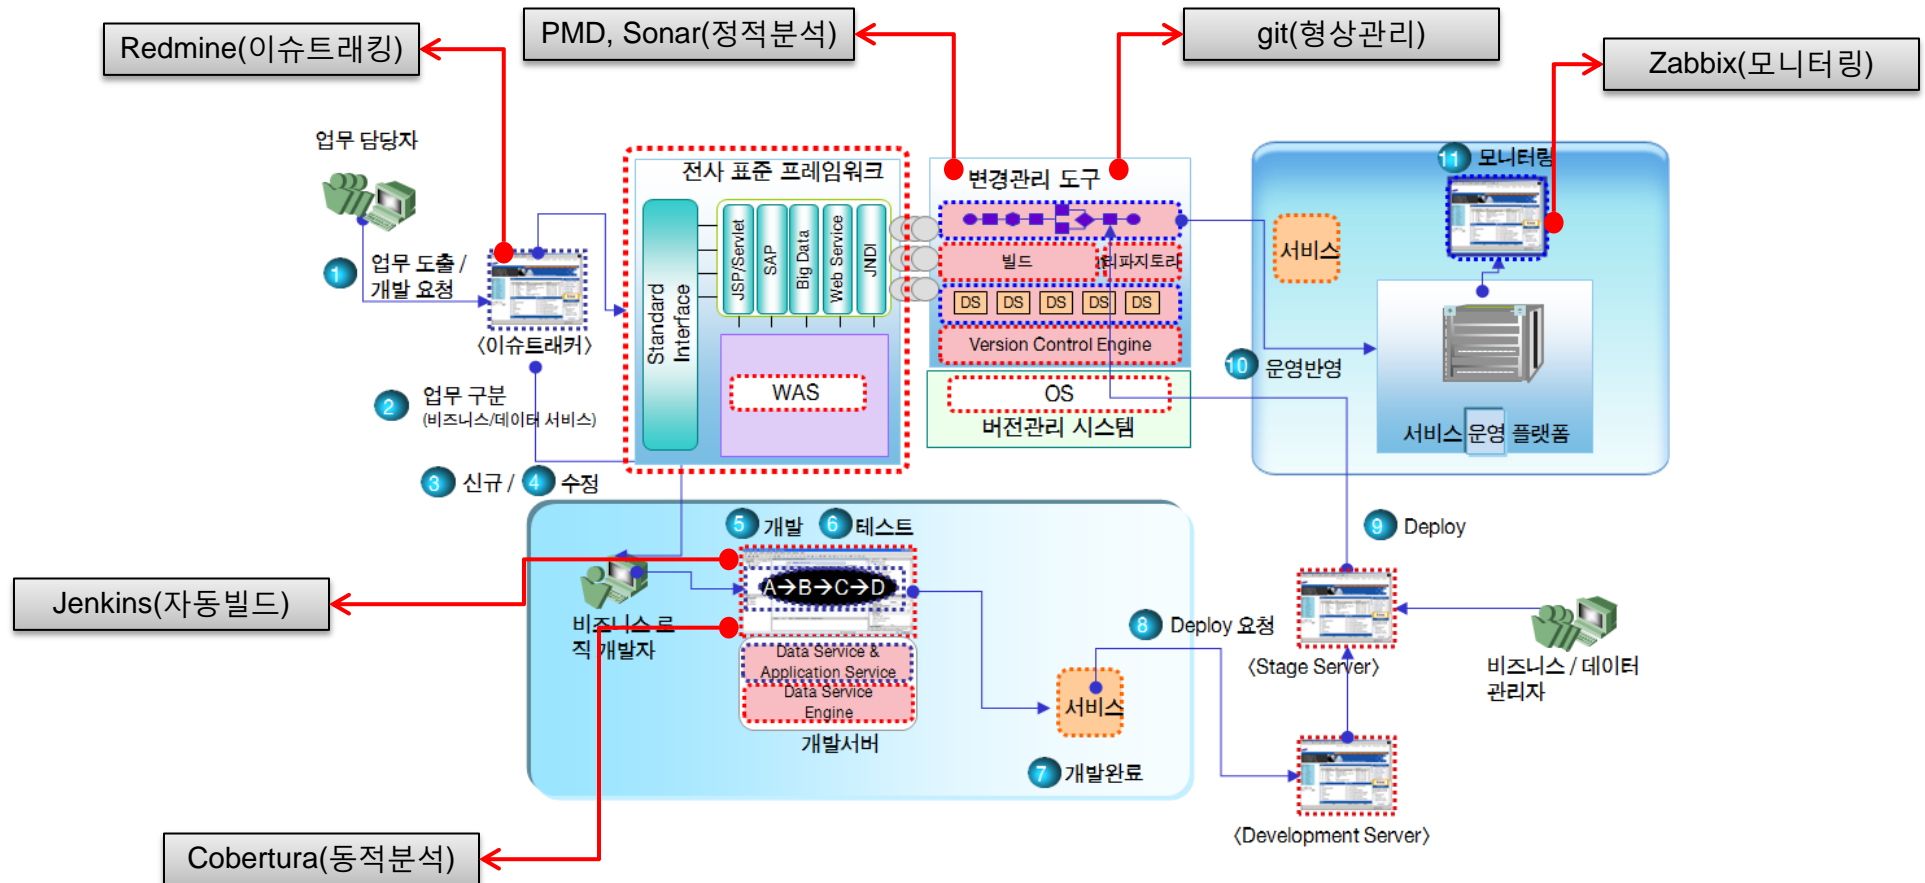 PMD, Sonar(정적분석)
git(형상관리)
Redmine(이슈트래킹)
Zabbix(모니터링)
업무 담당자
전사 표준 프레임워크
변경관리 도구
11 모니터링
JSP/Servlet
SAP
Big Data
Web Service
JNDI
Standard
Interface
서비스
빌드
리파지토리
1 업무 도출 /
개발 요청
DS DS DS DS DS
<이슈트래커>
Version Control Engine
10 운영반영
2 업무 구분
(비즈니스/데이터 서비스)
WAS
OS
버전관리 시스템
서비스 운영 플랫폼
3 신규 / 4 수정
5 개발 6 테스트
9 Deploy
A→B→C→D
Jenkins(자동빌드)
비즈니스 로
직 개발자
8 Deploy 요청
Data Service &
Application Service
<Stage Server>
비즈니스 / 데이터
관리자
Data Service
Engine
서비스
개발서버
7 개발완료
<Development Server>
Cobertura(동적분석)